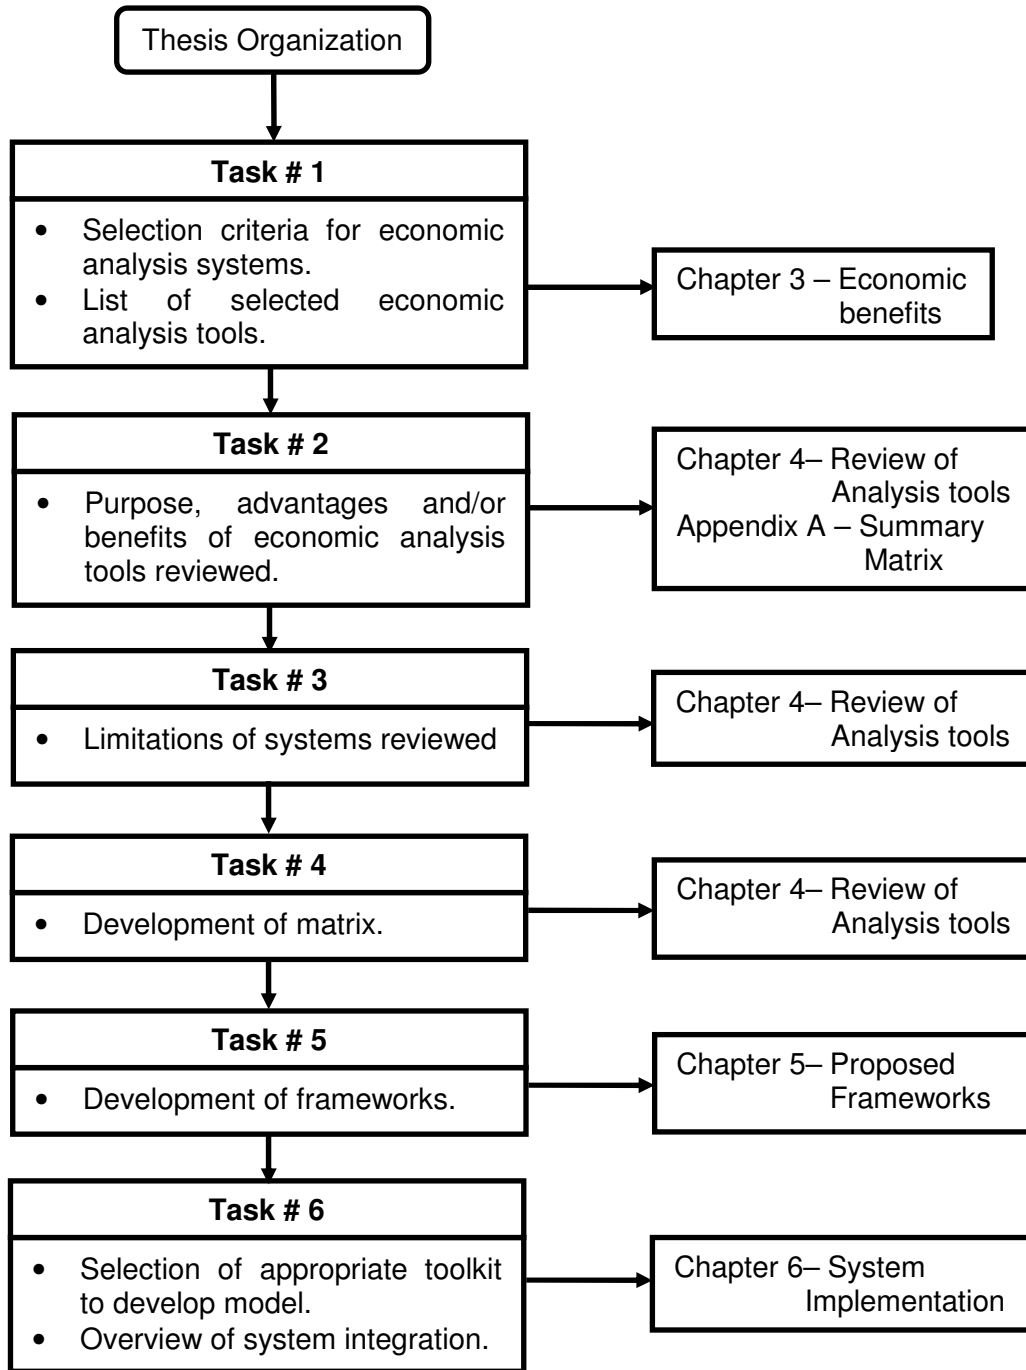 Thesis Organization
Task # 1
• Selection criteria for economic
analysis systems.
• List of selected economic
analysis tools.
Chapter 3 – Economic
benefits
Task # 2
• Purpose, advantages and/or
benefits of economic analysis
tools reviewed.
Chapter 4– Review of
Analysis tools
Appendix A – Summary
Matrix
Task # 3
• Limitations of systems reviewed
Chapter 4– Review of
Analysis tools
Task # 4
• Development of matrix.
Chapter 4– Review of
Analysis tools
Task # 5
• Development of frameworks.
Chapter 5– Proposed
Frameworks
Task # 6
• Selection of appropriate toolkit
to develop model.
• Overview of system integration.
Chapter 6– System
Implementation